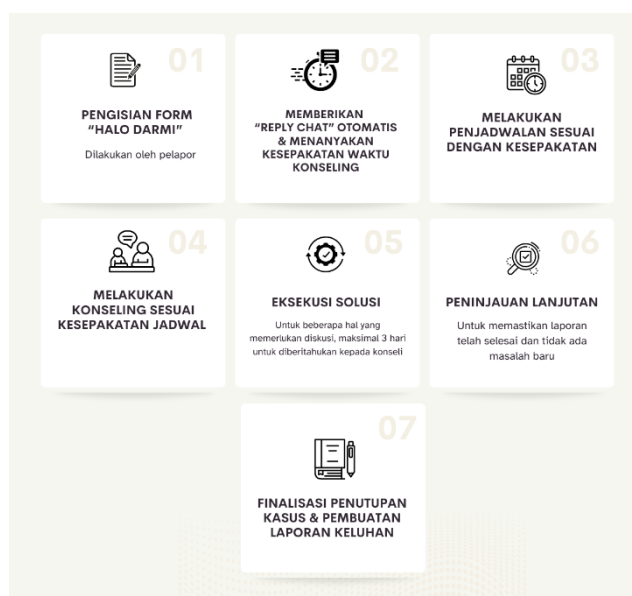 01
PENGISIAN FORM
“HALO DARMI”
Dilakukan oleh pelapor
02
MEMBERIKAN
“REPLY CHAT” OTOMATIS
& MENANYAKAN
KESEPAKATAN WAKTU
KONSELING
03
MELAKUKAN
PENJADWALAN SESUAI
DENGAN KESEPAKATAN
04
MELAKUKAN
KONSELING SESUAI
KESEPAKATAN JADWAL
05
EKSEKUSI SOLUSI
Untuk beberapa hal yang
memerlukan diskusi, maksimal 3 hari
untuk diberitahukan kepada konseli
06
PENINJAUAN LANJUTAN
Untuk memastikan laporan
telah selesai dan tidak ada
masalah baru
07
FINALISASI PENUTUPAN
KASUS & PEMBUATAN
LAPORAN KELUHAN